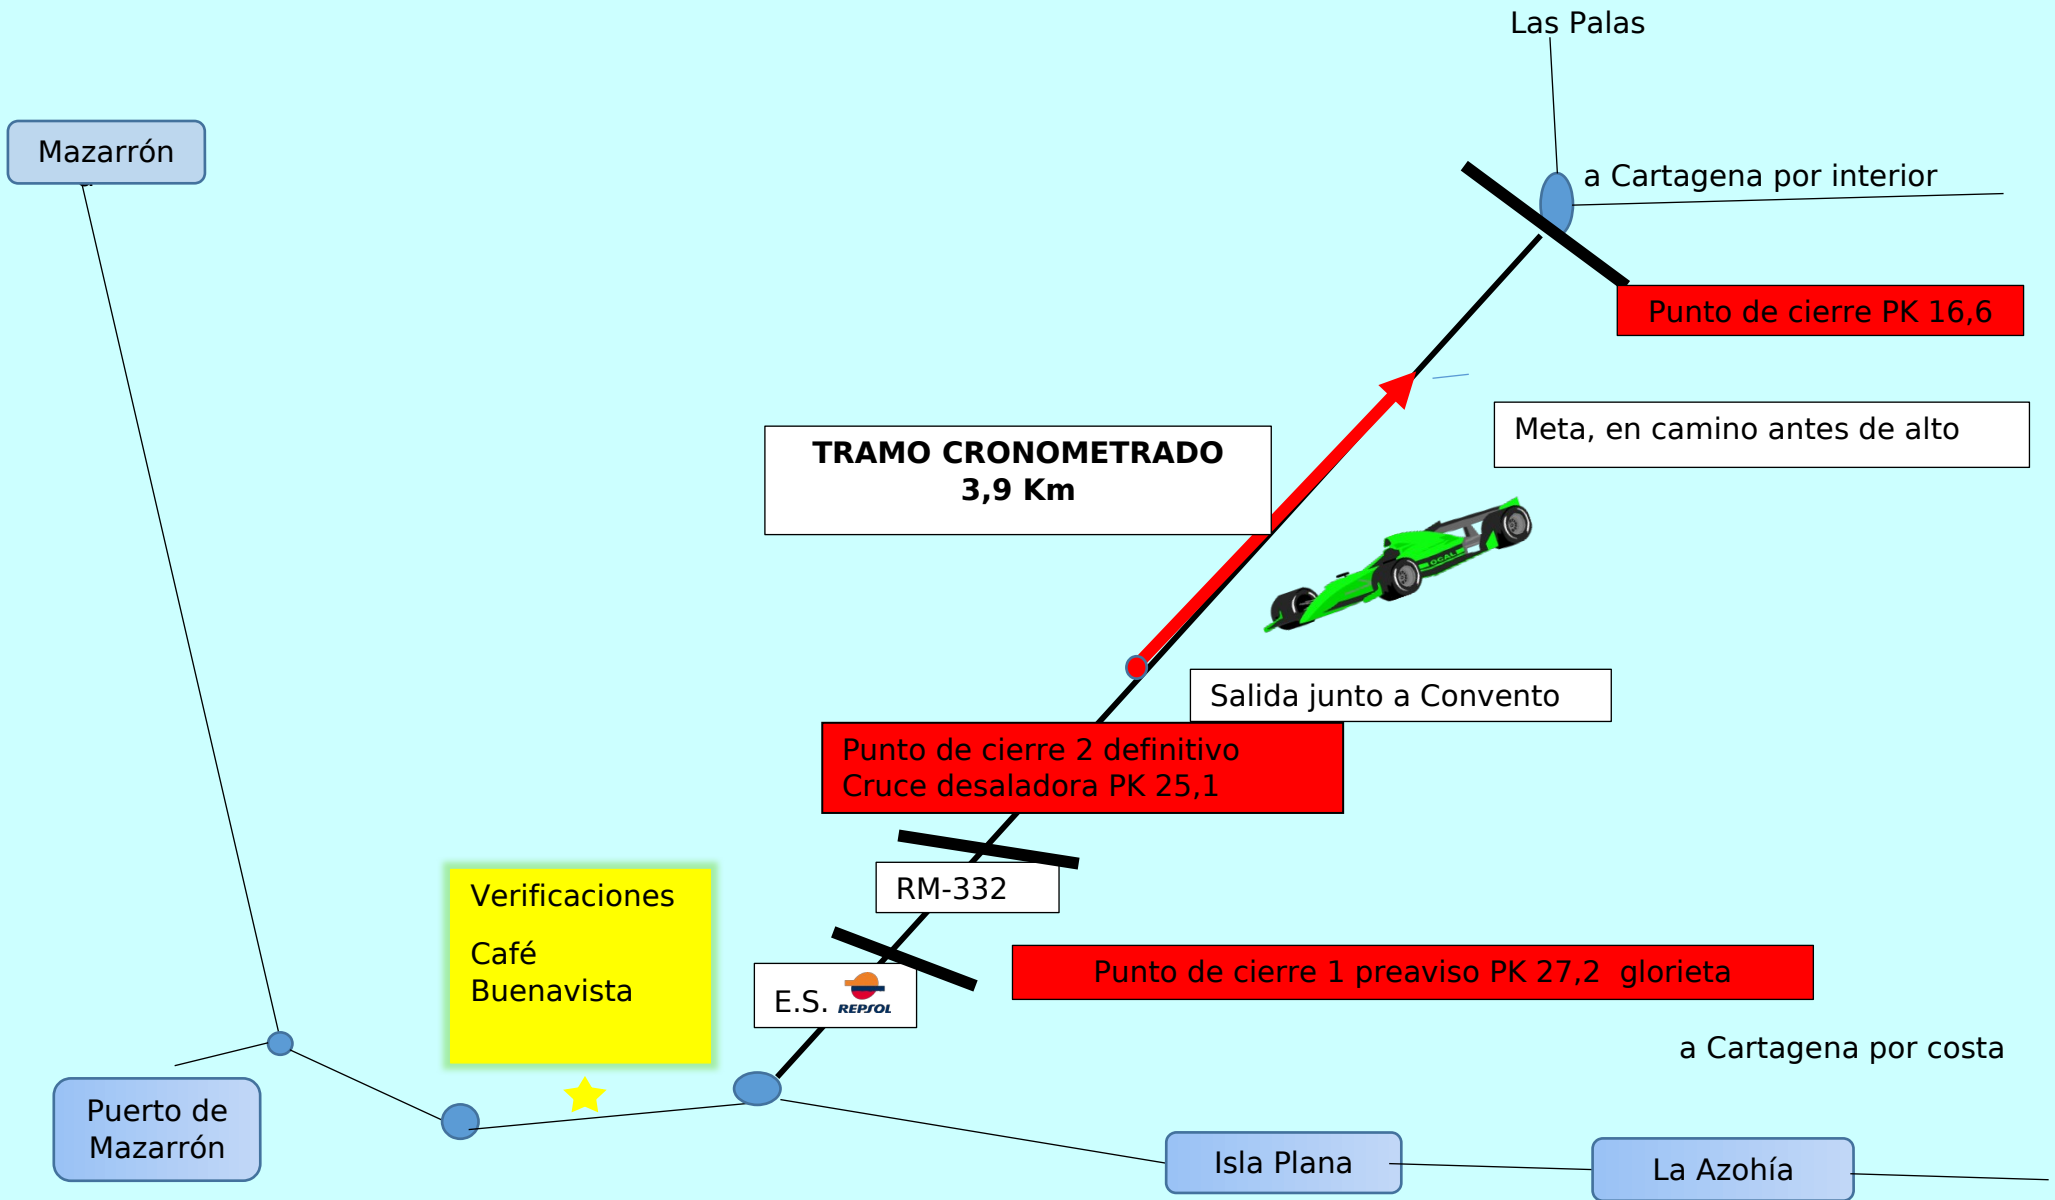 Las Palas
Mazarrón
a Cartagena por interior
Punto de cierre PK 16,6
Meta, en camino antes de alto
TRAMO CRONOMETRADO
3,9 Km
Salida junto a Convento
Punto de cierre 2 definitivo
Cruce desaladora PK 25,1
RM-332
Verificaciones
Café
Buenavista
Punto de cierre 1 preaviso PK 27,2 glorieta
E.S. REPSOL
a Cartagena por costa
Puerto de
Mazarrón
Isla Plana
La Azohía